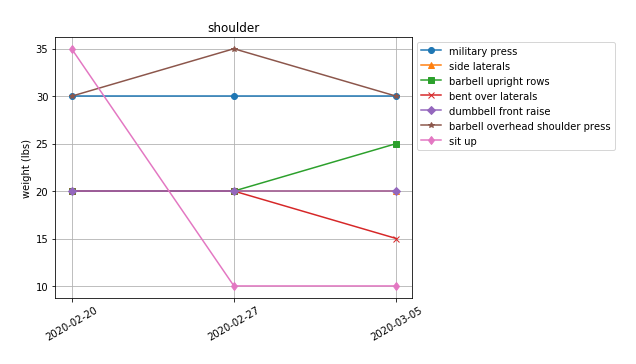 shoulder
35
30
25
20
15
10
weight (lbs)
2020-02-20
2020-02-27
2020-03-05
military press
side laterals
barbell upright rows
bent over laterals
dumbbell front raise
barbell overhead shoulder press
sit up